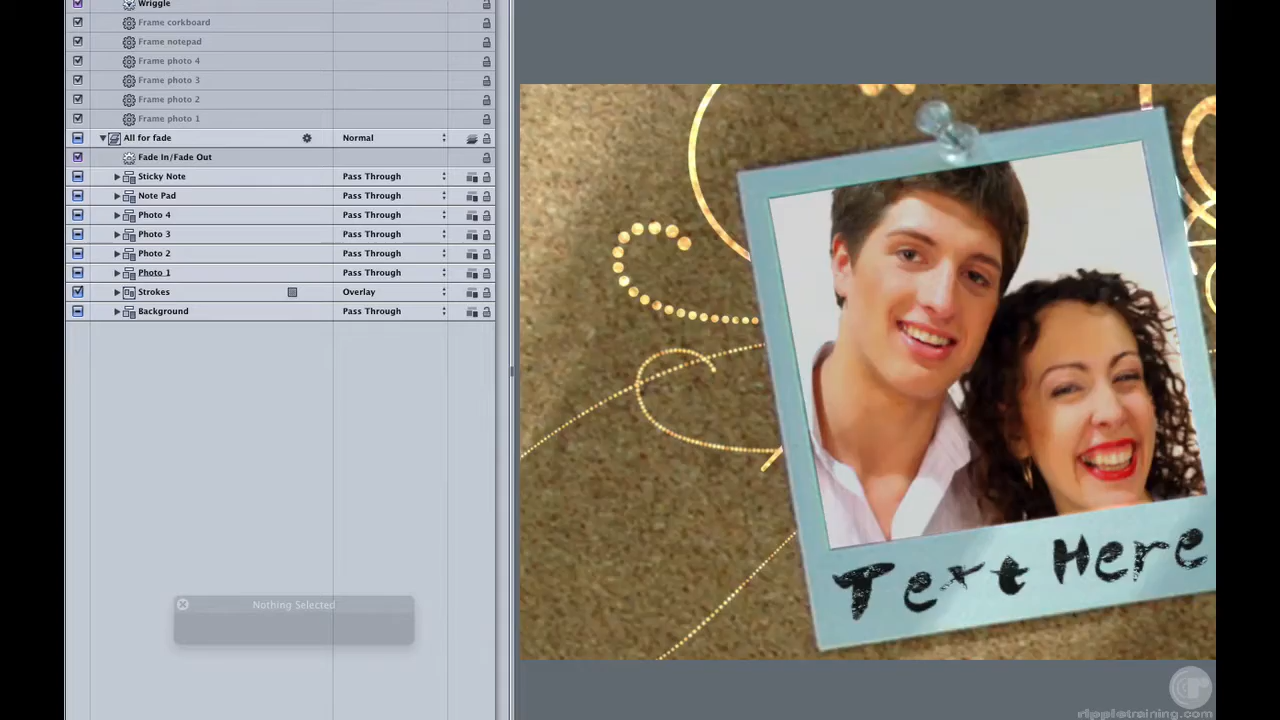 Wriggle
Frame corkboard
Frame notepad
Frame photo 4
Frame photo 3
Frame photo 2
Frame photo 1
All for fade Normal
Fade In/Fade Out
Sticky Note Pass Through
Note Pad Pass Through
Photo 4 Pass Through
Photo 3 Pass Through
Photo 2 Pass Through
Photo 1 Pass Through
Strokes Overlay
Background Pass Through
Nothing Selected
Text Here
rippletraining.com